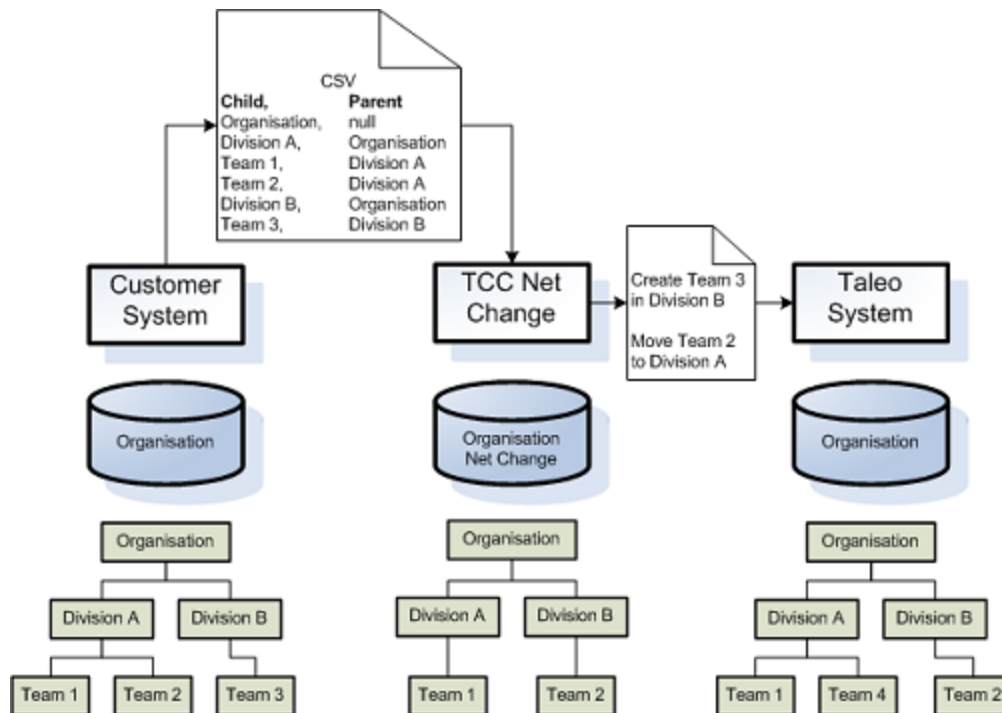 CSV
Child, Parent
Organisation, null
Division A, Organisation
Team 1, Division A
Team 2, Division A
Division B, Organisation
Team 3, Division B
Customer
System
TCC Net
Change
Create Team 3
in Division B
Move Team 2
to Division A
Taleo
System
Organisation
Organisation
Net Change
Organisation
Organisation
Division A
Division B
Team 1
Team 2
Team 3
Organisation
Division A
Division B
Team 1
Team 2
Organisation
Division A
Division B
Team 1
Team 4
Team 2